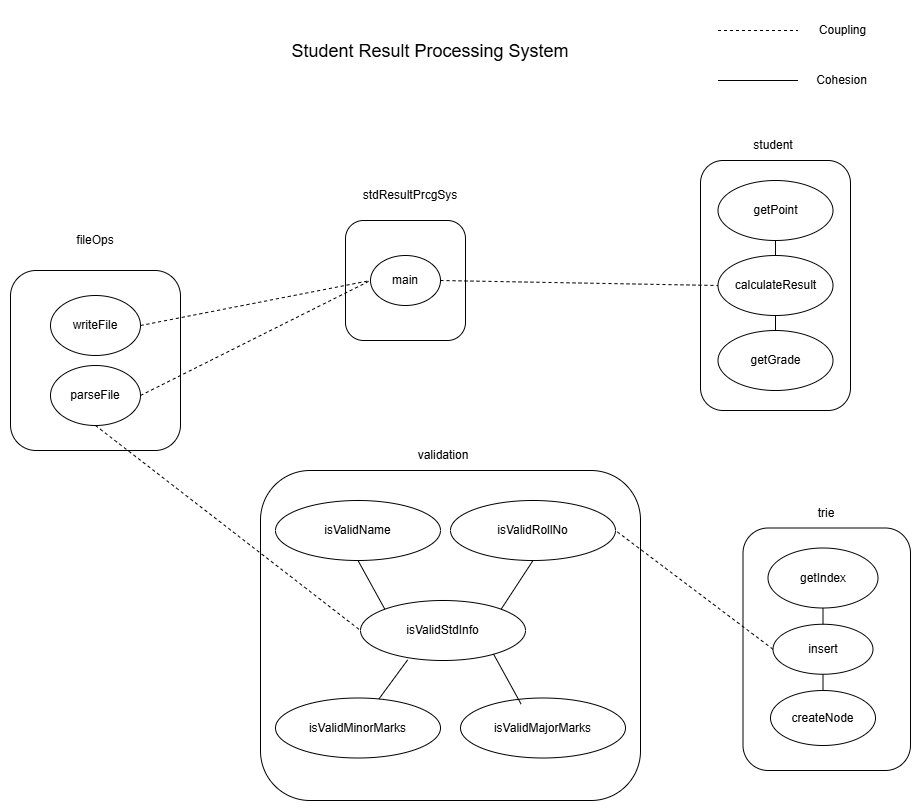 Coupling
Student Result Processing System
Cohesion
student
stdResultPrcgSys
getPoint
fileOps
main
calculateResult
writeFile
getGrade
parseFile
validation
trie
isValidName
isValidRollNo
getIndex
isValidStdInfo
insert
createNode
isValidMinorMarks
isValidMajorMarks